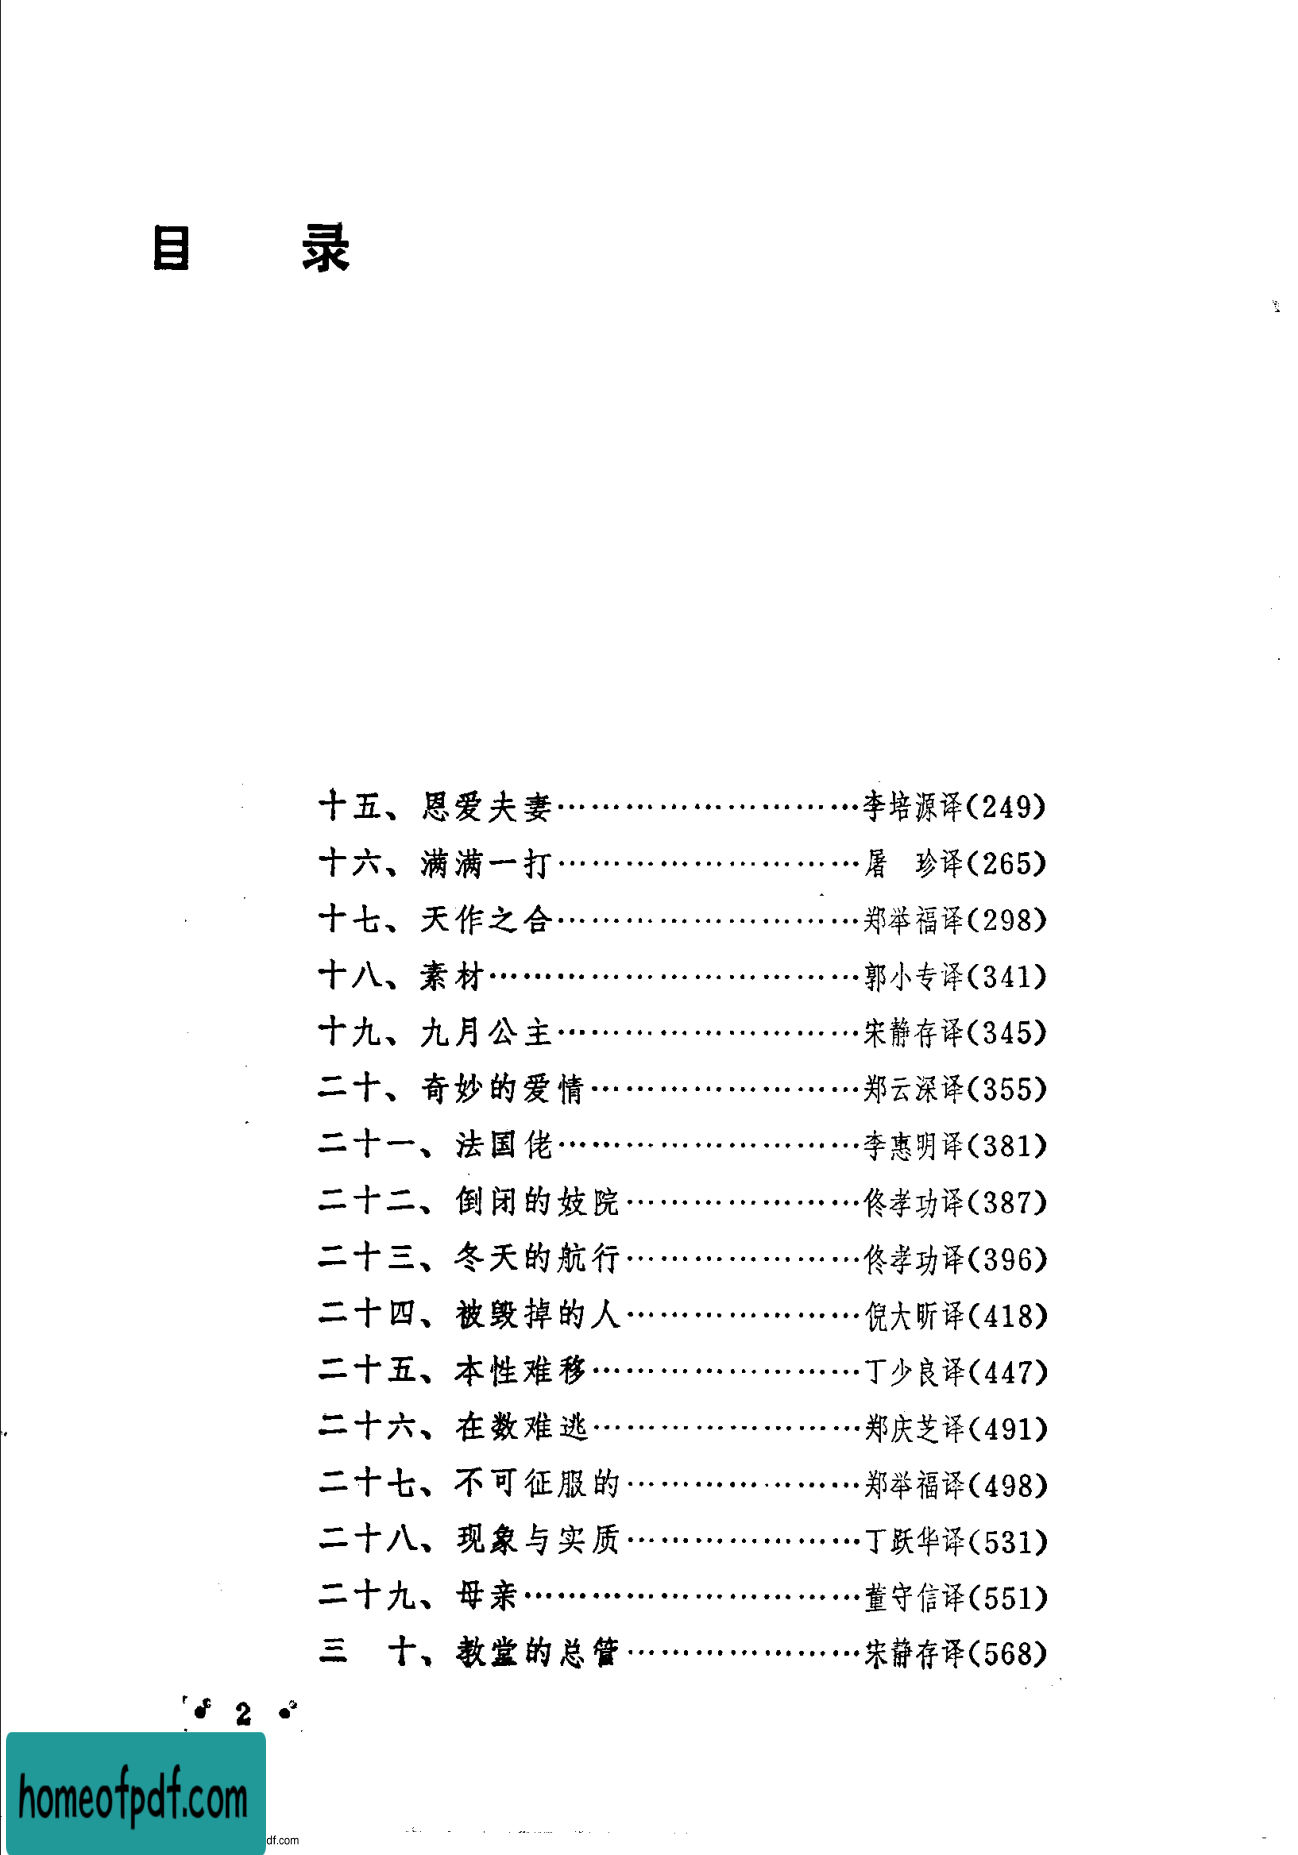 目 录
十五、恩爱夫妻…………………………李培源译(249)
十六、满满一打…………………………屠 珍译(265)
十七、天作之合…………………………郑举福译(298)
十八、素材………………………………郭小专译(341)
十九、九月公主…………………………宋静存译(345)
二十、奇妙的爱情………………………郑云深译(355)
二十一、法国佬…………………………李惠明译(381)
二十二、倒闭的妓院……………………佟孝功译(387)
二十三、冬天的航行……………………佟孝功译(396)
二十四、被毁掉的人……………………倪大昕译(418)
二十五、本性难移………………………丁少良译(447)
二十六、在数难逃………………………郑庆芝译(491)
二十七、不可征服的……………………郑举福译(498)
二十八、现象与实质……………………丁跃华译(531)
二十九、母亲……………………………董守信译(551)
三 十、教堂的总管……………………宋静存译(568)
• 2 •
homeofpdf.com
df.com